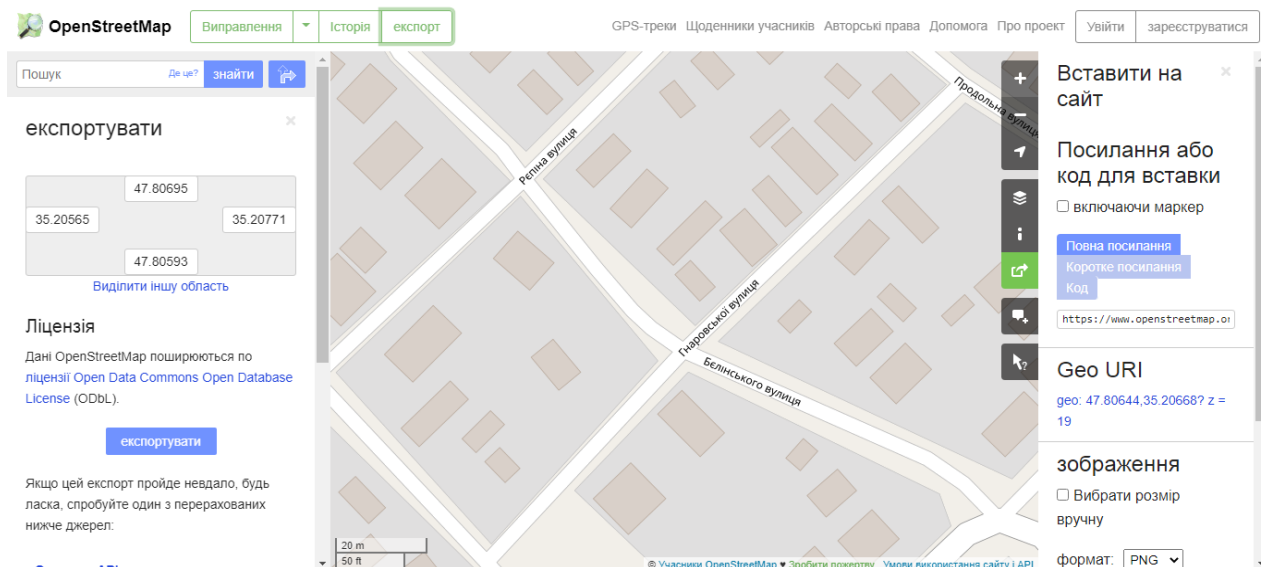 OpenStreetMap
Виправлення
Історія
експорт
GPS-треки Щоденники учасників Авторські права Допомога Про проект
Увійти
зареєструватися
Пошук
Де це?
знайти
експортувати
47.80695
35.20565
35.20771
47.80593
Виділити іншу область
Ліцензія
Дані OpenStreetMap поширюються по
ліцензії Open Data Commons Open Database
License (ODbL).
експортувати
Якщо цей експорт пройде невдало, будь
ласка, спробуйте один з перерахованих
нижче джерел:
Продольна вулиця
Рєпіна вулиця
Гнаровської вулиця
Бєлінського вулиця
20 m
50 ft
© Учасники OpenStreetMap ♥ Зробити пожертву. Умови використання сайту і API
Вставити на
сайт
Посилання або
код для вставки
включаючи маркер
Повна посилання
Коротке посилання
Код
https://www.openstreetmap.or
Geo URI
geo: 47.80644,35.20668? z =
19
зображення
Вибрати розмір
вручну
формат: PNG